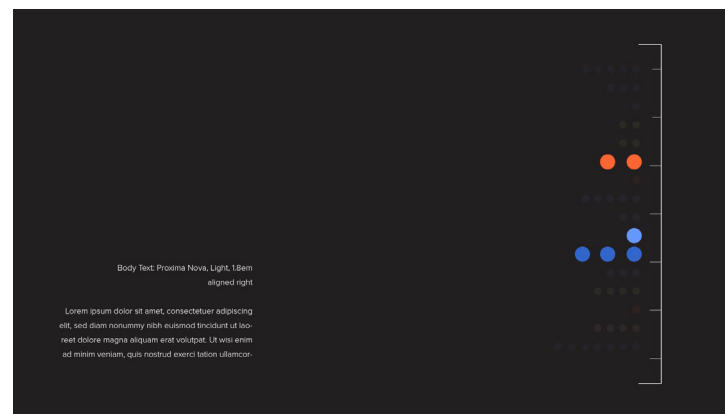 Body Text: Proxima Nova, Light, 1.8em
aligned right
Lorem ipsum dolor sit amet, consectetuer adipiscing
elit, sed diam nonummy nibh euismod tincidunt ut lao-
reet dolore magna aliquam erat volutpat. Ut wisi enim
ad minim veniam, quis nostrud exerci tation ullamcor-